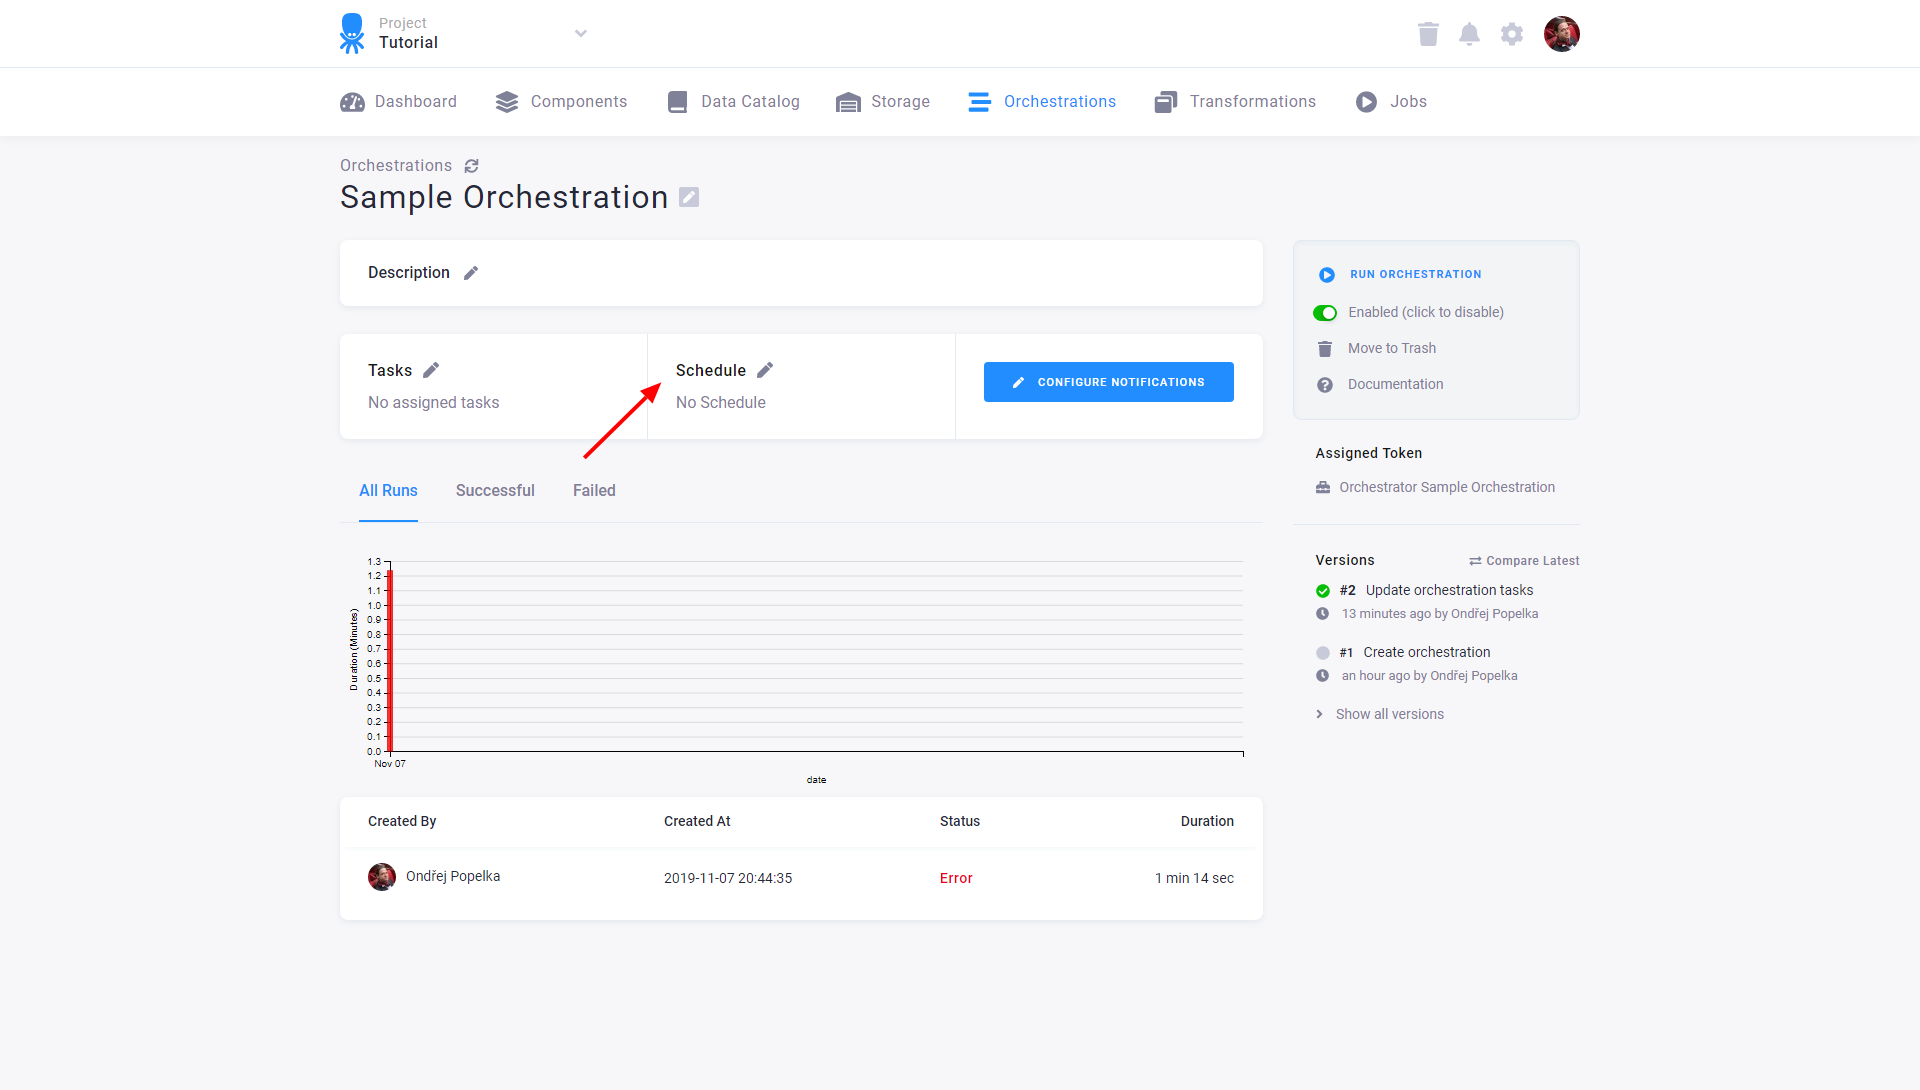 Project
Tutorial
Dashboard
Components
Data Catalog
Storage
Orchestrations
Transformations
Jobs
Orchestrations
Sample Orchestration
Description
Tasks
No assigned tasks
Schedule
No Schedule
CONFIGURE NOTIFICATIONS
RUN ORCHESTRATION
Enabled (click to disable)
Move to Trash
Documentation
Assigned Token
Orchestrator Sample Orchestration
Versions
Compare Latest
#2 Update orchestration tasks
13 minutes ago by Ondřej Popelka
#1 Create orchestration
an hour ago by Ondřej Popelka
Show all versions
All Runs
Successful
Failed
1.3
1.2
1.1
1.0
0.9
0.8
0.7
0.6
0.5
0.4
0.3
0.2
0.1
0.0
Duration (Minutes)
Nov 07
date
Created By
Created At
Status
Duration
Ondřej Popelka
2019-11-07 20:44:35
Error
1 min 14 sec